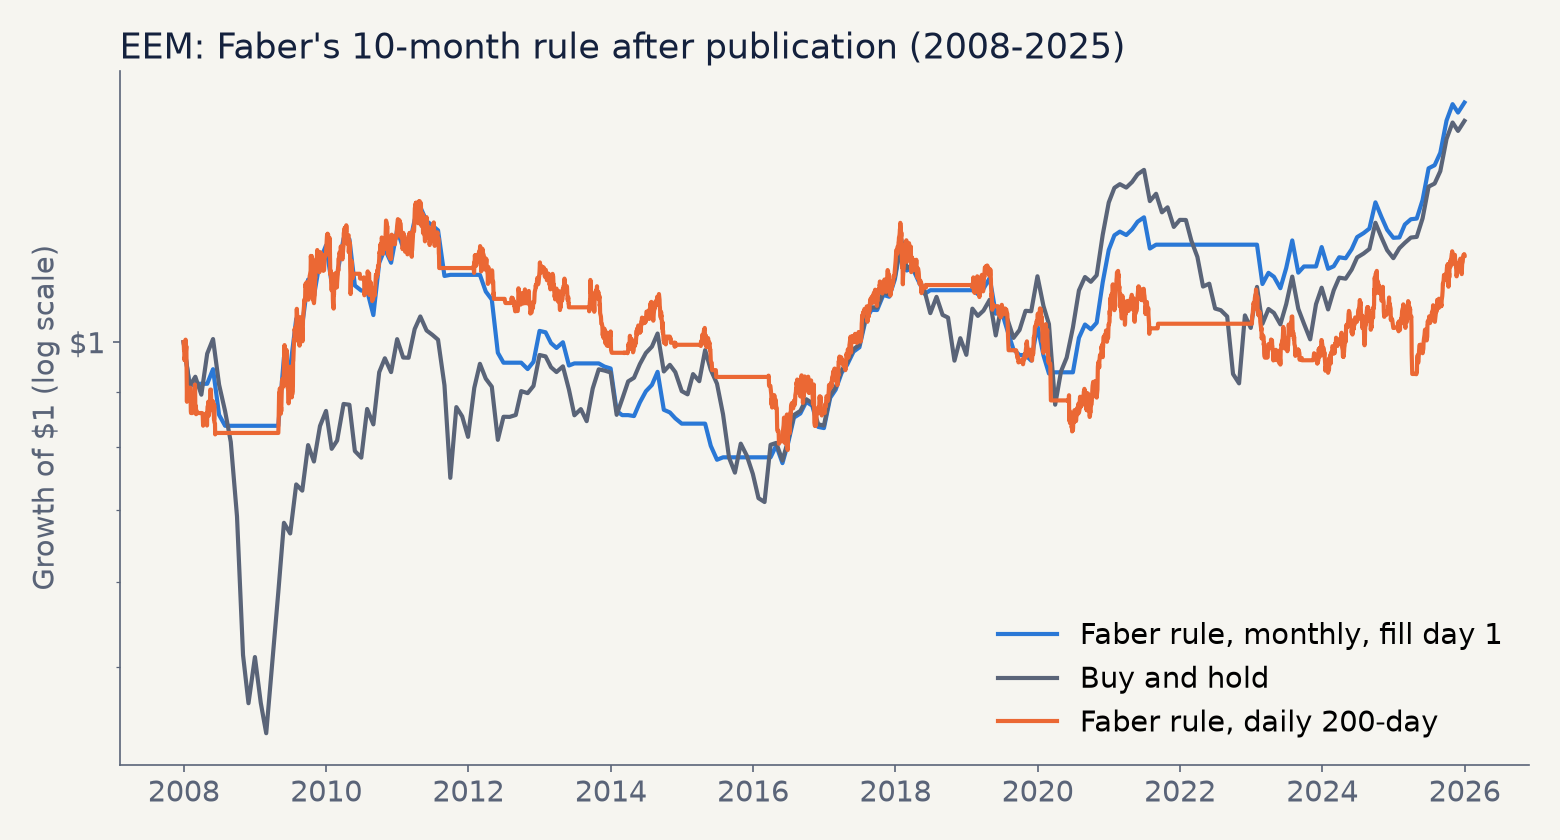 EEM: Faber's 10-month rule after publication (2008-2025)
Growth of $1 (log scale)
$1
Faber rule, monthly, fill day 1
Buy and hold
Faber rule, daily 200-day
2008 2010 2012 2014 2016 2018 2020 2022 2024 2026